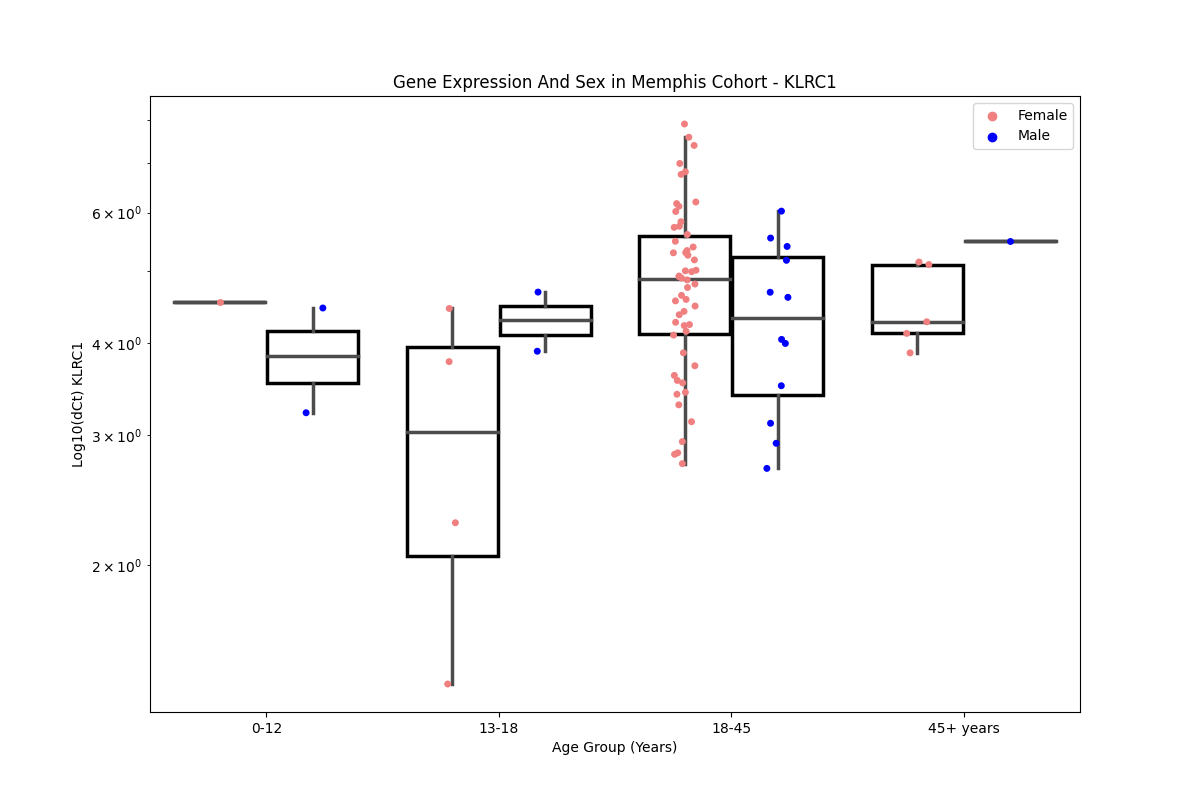 Gene Expression And Sex in Memphis Cohort - KLRC1
Female
Male
6 × 10⁰
4 × 10⁰
3 × 10⁰
2 × 10⁰
Log10(dCt) KLRC1
0-12
13-18
18-45
45+ years
Age Group (Years)